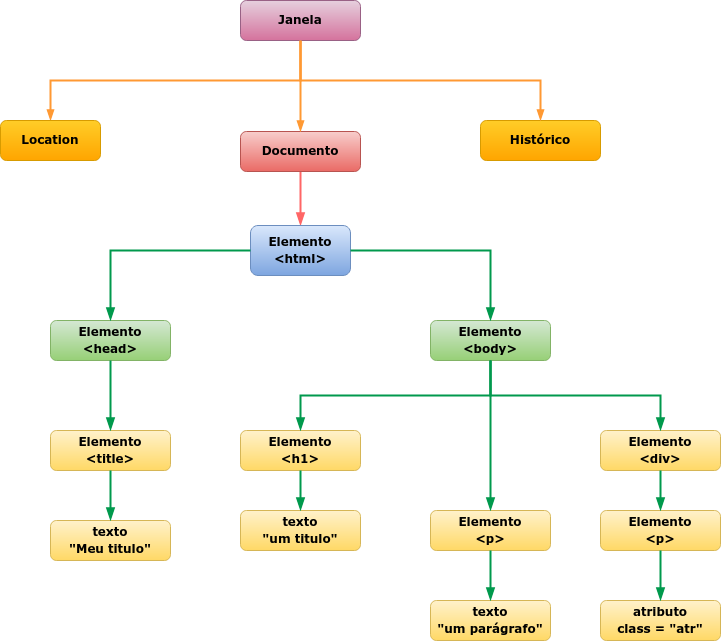 Janela
Location
Documento
Histórico
Elemento
<html>
Elemento
<head>
Elemento
<body>
Elemento
<title>
Elemento
<h1>
Elemento
<div>
texto
"Meu titulo"
texto
"um titulo"
Elemento
<p>
Elemento
<p>
texto
"um parágrafo"
atributo
class = "atr"